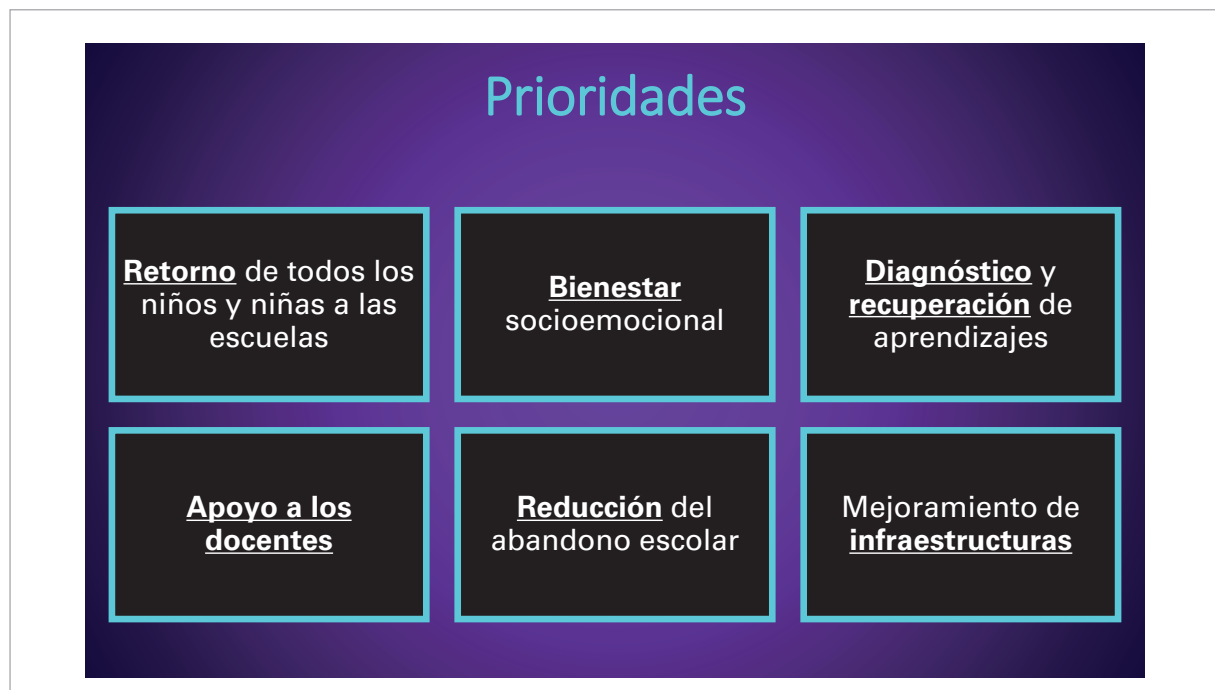 Prioridades
Retorno de todos los
niños y niñas a las
escuelas
Bienestar
socioemocional
Diagnóstico y
recuperación de
aprendizajes
Apoyo a los
docentes
Reducción del
abandono escolar
Mejoramiento de
infraestructuras